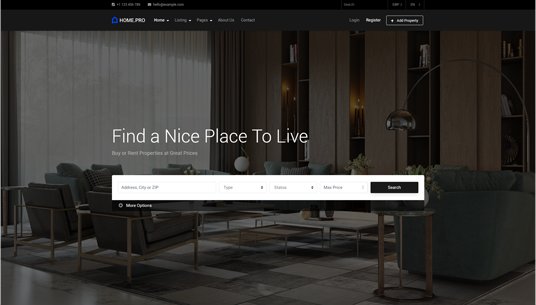 +1 123 456 789 hello@example.com Search GBP EN
HOME.PRO Home Listing Pages About Us Contact Login Register + Add Property
Find a Nice Place To Live
Buy or Rent Properties at Great Prices
Address, City or ZIP Type Status Max Price Search
More Options